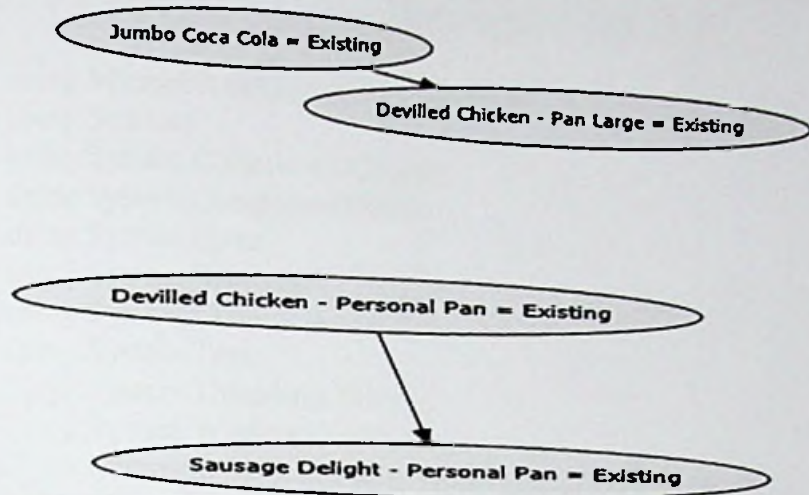 Jumbo Coca Cola = Existing
Devilled Chicken - Pan Large = Existing
Devilled Chicken - Personal Pan = Existing
Sausage Delight - Personal Pan = Existing